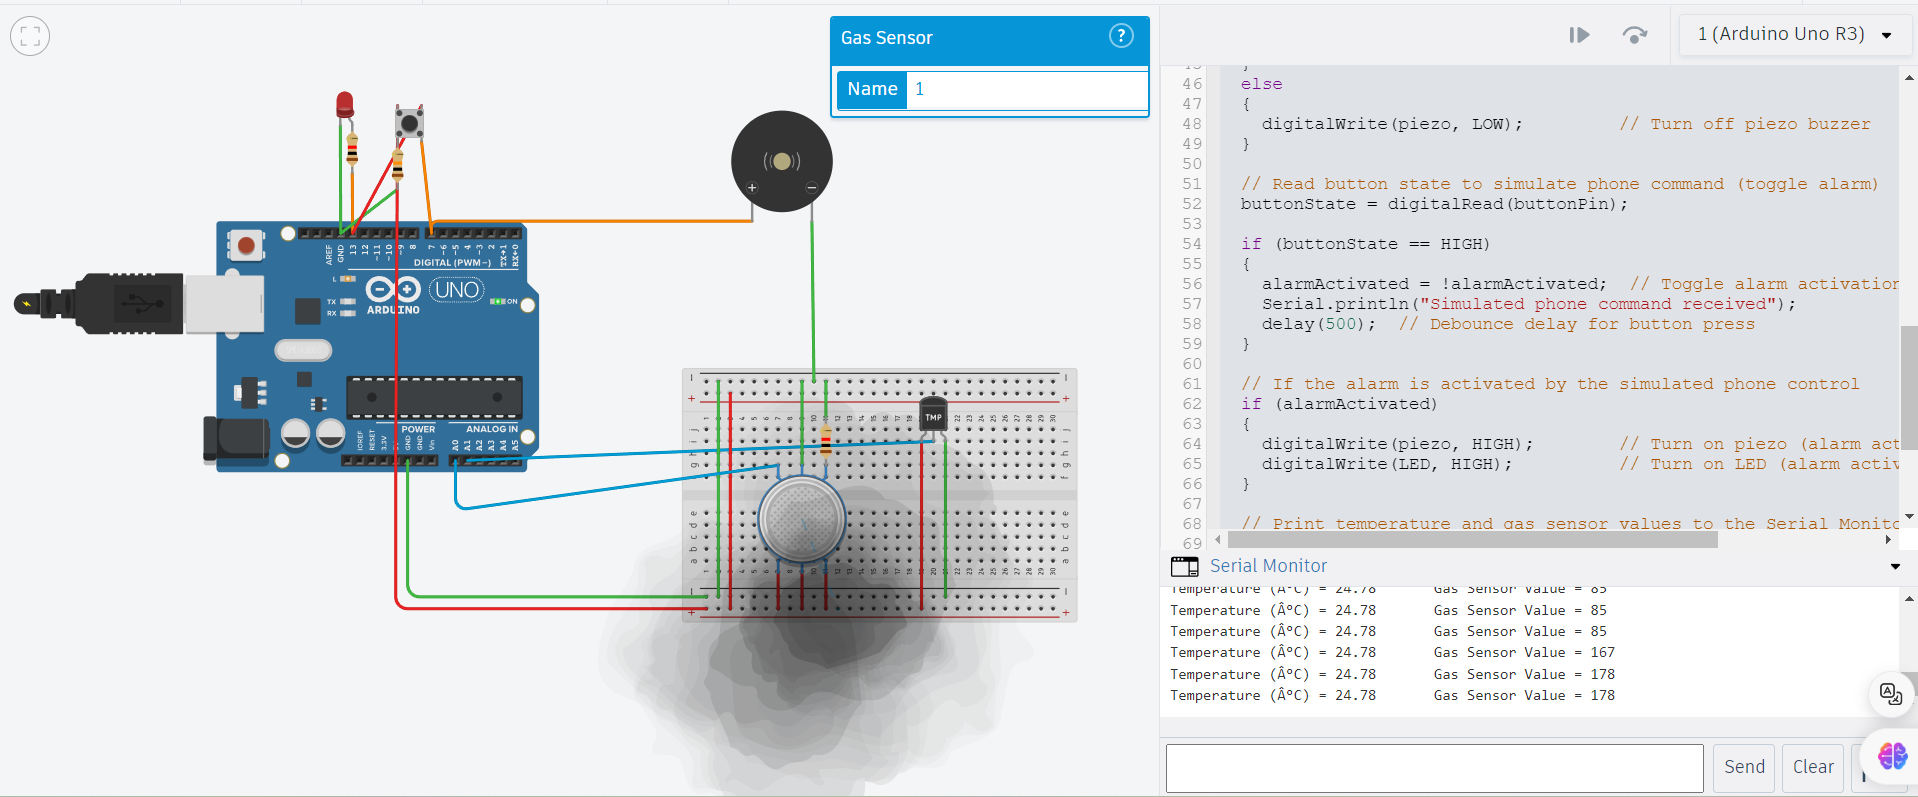 Gas Sensor
?
Name
1
1 (Arduino Uno R3)
45 }
46 else
47 {
48 digitalWrite(piezo, LOW); // Turn off piezo buzzer
49 }
50
51 // Read button state to simulate phone command (toggle alarm)
52 buttonState = digitalRead(buttonPin);
53
54 if (buttonState == HIGH)
55 {
56 alarmActivated = !alarmActivated; // Toggle alarm activation
57 Serial.println("Simulated phone command received");
58 delay(500); // Debounce delay for button press
59 }
60
61 // If the alarm is activated by the simulated phone control
62 if (alarmActivated)
63 {
64 digitalWrite(piezo, HIGH); // Turn on piezo (alarm act
65 digitalWrite(LED, HIGH); // Turn on LED (alarm activ
66 }
67
68 // Print temperature and gas sensor values to the Serial Monito
69
Serial Monitor
Temperature (Â°C) = 24.78 Gas Sensor Value = 85
Temperature (Â°C) = 24.78 Gas Sensor Value = 85
Temperature (Â°C) = 24.78 Gas Sensor Value = 85
Temperature (Â°C) = 24.78 Gas Sensor Value = 167
Temperature (Â°C) = 24.78 Gas Sensor Value = 178
Temperature (Â°C) = 24.78 Gas Sensor Value = 178
Send
Clear
AREF GND 13 12 ~11 ~10 ~9 8 7 ~6 ~5 4 ~3 2 TX→1 RX←0
DIGITAL (PWM~)
L
TX
RX
UNO
ON
ARDUINO
POWER
ANALOG IN
IOREF RESET 3.3V GND GND Vin A0 A1 A2 A3 A4 A5
TMP